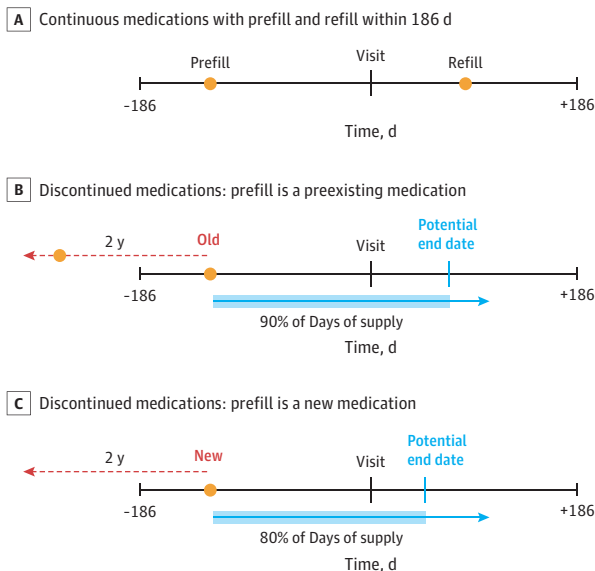 A Continuous medications with prefill and refill within 186 d
Prefill
Visit
Refill
-186
+186
Time, d
B Discontinued medications: prefill is a preexisting medication
2 y
Old
Visit
Potential
end date
-186
+186
90% of Days of supply
Time, d
C Discontinued medications: prefill is a new medication
2 y
New
Visit
Potential
end date
-186
+186
80% of Days of supply
Time, d